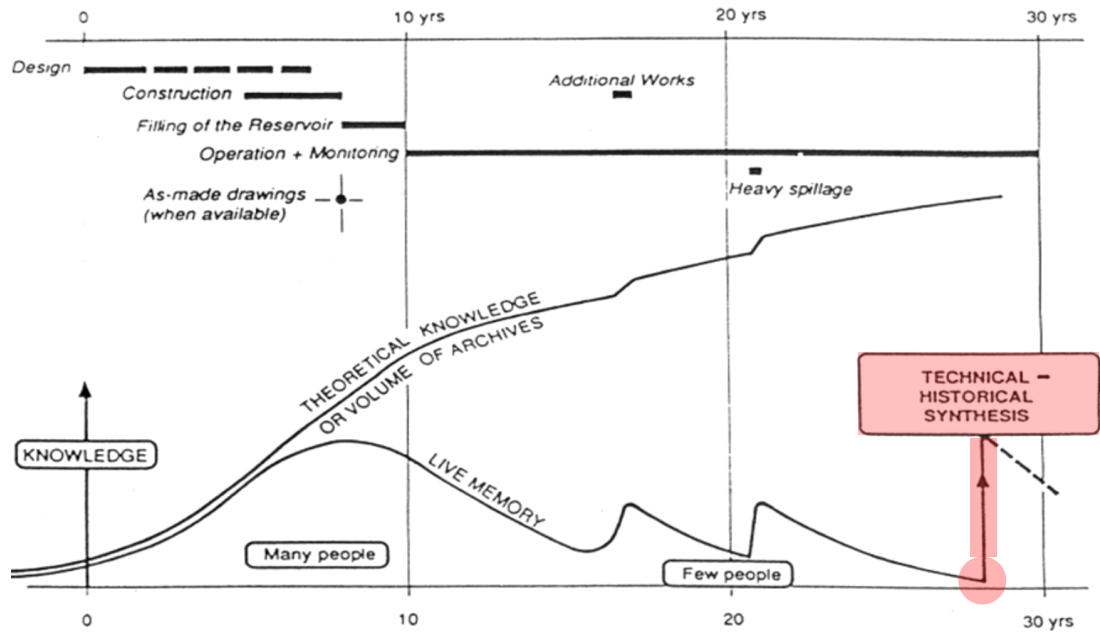 0
10 yrs
20 yrs
30 yrs
Design
Construction
Filling of the Reservoir
Operation + Monitoring
As-made drawings
(when available)
Additional Works
Heavy spillage
THEORETICAL KNOWLEDGE
OR VOLUME OF ARCHIVES
LIVE MEMORY
KNOWLEDGE
Many people
Few people
TECHNICAL –
HISTORICAL
SYNTHESIS
0
10
20
30 yrs